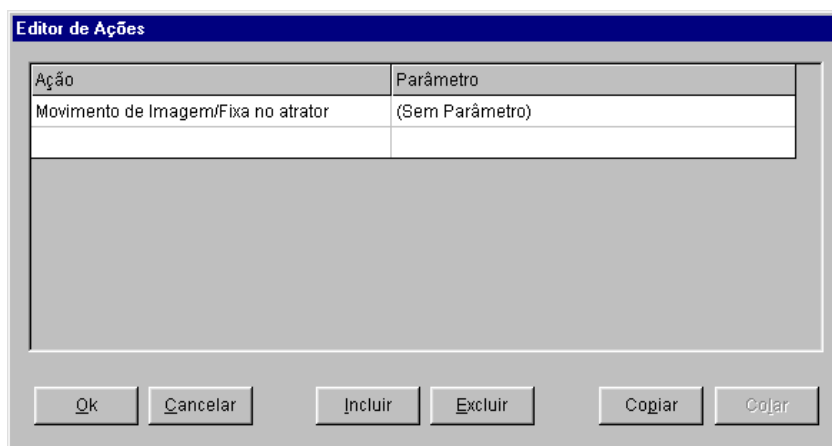 Editor de Ações
Ação Parâmetro
Movimento de Imagem/Fixa no atrator (Sem Parâmetro)
Ok Cancelar Incluir Excluir Copiar Colar